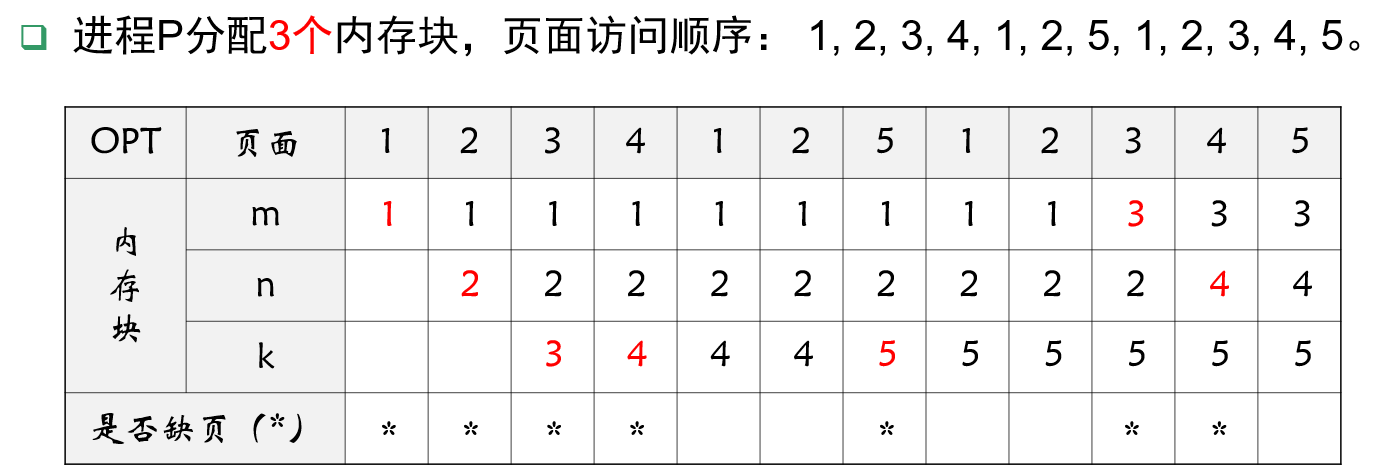 进程P分配3个内存块，页面访问顺序： 1, 2, 3, 4, 1, 2, 5, 1, 2, 3, 4, 5。
OPT 页面 1 2 3 4 1 2 5 1 2 3 4 5
内存块
m 1 1 1 1 1 1 1 1 1 3 3 3
n 2 2 2 2 2 2 2 2 2 4 4
k 3 4 4 4 5 5 5 5 5 5
是否缺页（*） * * * * * * *